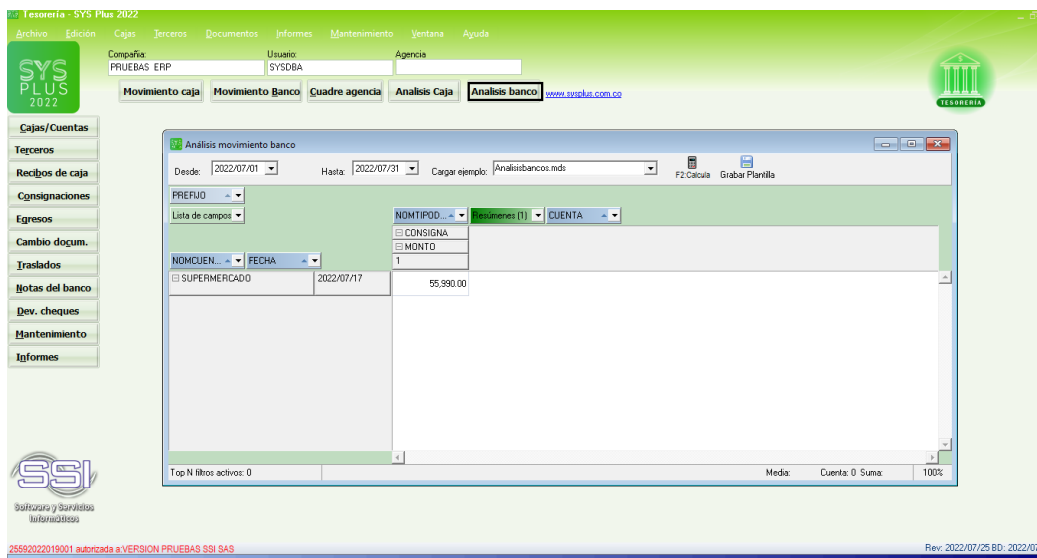 Tesorería - SYS Plus 2022
Archivo Edición Cajas Terceros Documentos Informes Mantenimiento Ventana Ayuda
Compañia: Usuario: Agencia
PRUEBAS ERP SYSDBA
SYS
PLUS
2022
Movimiento caja Movimiento Banco Cuadre agencia Analisis Caja Analisis banco www.sysplus.com.co
TESORERÍA
Cajas/Cuentas
Terceros
Recibos de caja
Consignaciones
Egresos
Cambio docum.
Traslados
Notas del banco
Dev. cheques
Mantenimiento
Informes
Análisis movimiento banco
Desde: 2022/07/01 Hasta: 2022/07/31 Cargar ejemplo: Analisisbancos.mds F2:Calcula Grabar Plantilla
PREFIJO
Lista de campos NOMTIPOD... Resúmenes (1) CUENTA
CONSIGNA
MONTO
NOMCUEN... FECHA 1
SUPERMERCADO 2022/07/17 55,990.00
Top N filtros activos: 0 Media: Cuenta: 0 Suma: 100%
SSI
Software y Servicios
Informáticos
25592022019001 autorizada a:VERSION PRUEBAS SSI SAS Rev: 2022/07/25 BD: 2022/07